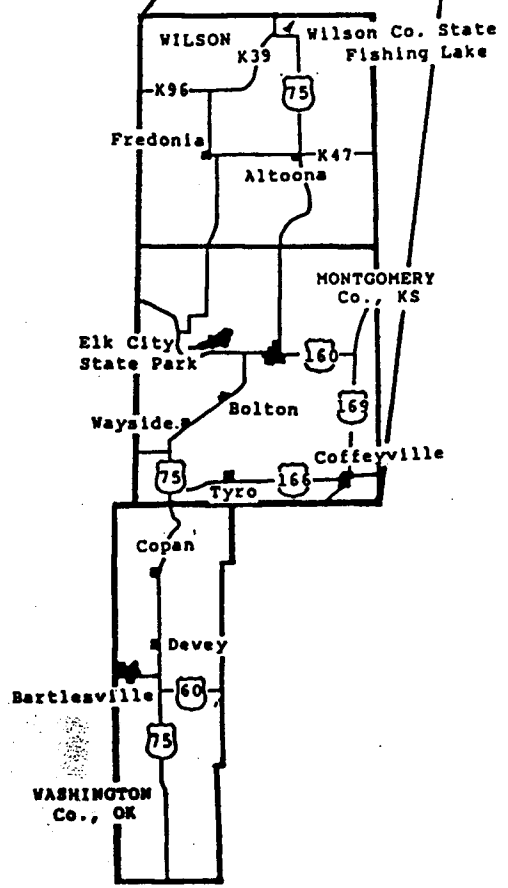 WILSON
Wilson Co. State
Fishing Lake
K39
K96
75
Fredonia
K47
Altoona
MONTGOMERY
Co., KS
Elk City
State Park
160
Bolton
169
Wayside
Coffeyville
75
166
Tyro
Copan
Devey
60
Bartlesville
75
WASHINGTON
Co., OK